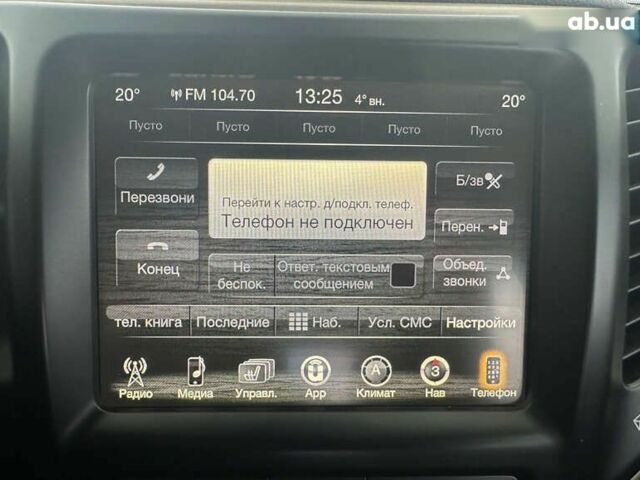 ab.ua
20° FM 104.70 13:25 4° вн. 20°
Пусто Пусто Пусто Пусто Пусто
Перезвони
Перейти к настр. д/подкл. телеф.
Телефон не подключен
Б/зв
Перен.
Конец
Не беспок.
Ответ. текстовым сообщением
Объед. звонки
тел. книга Последние Наб. Усл. СМС Настройки
A З
Радио Медиа Управл. App Климат Нав Телефон